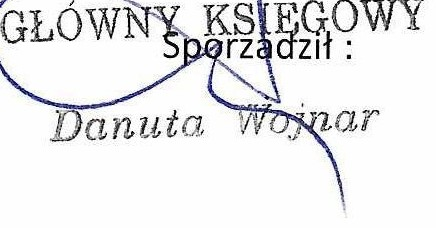 GŁÓWNY KSIĘGOWY
Sporządził :
Danuta Wojnar